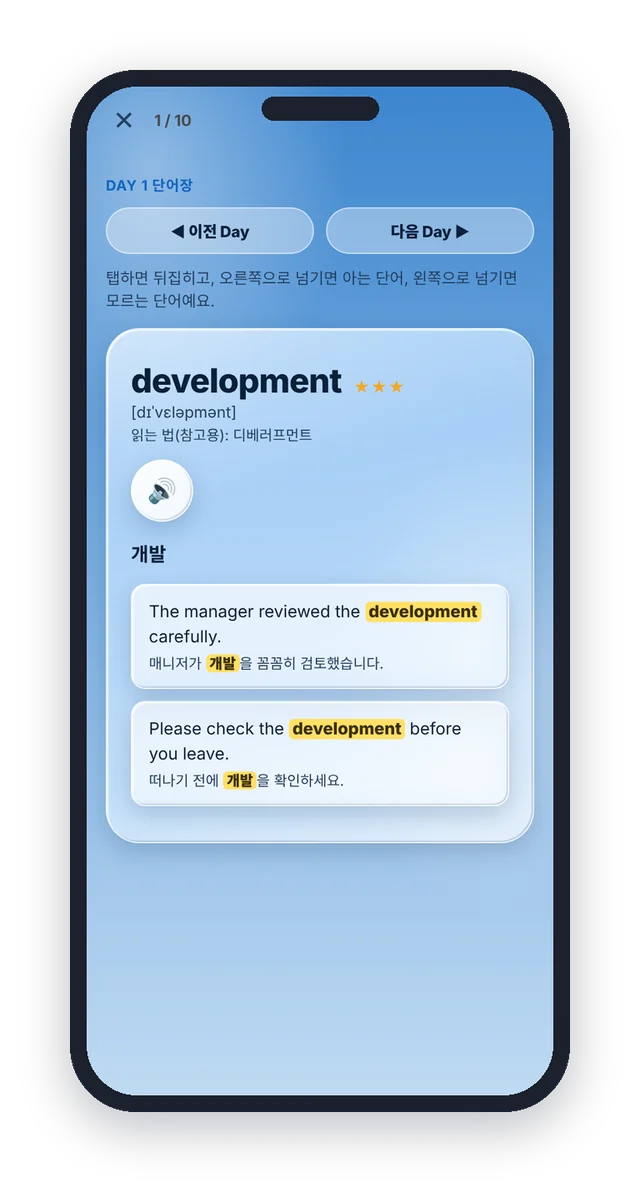 1 / 10
DAY 1 단어장
◀ 이전 Day
다음 Day ▶
탭하면 뒤집히고, 오른쪽으로 넘기면 아는 단어, 왼쪽으로 넘기면
모르는 단어예요.
development ★★★
[dɪˈvɛləpmənt]
읽는 법(참고용): 디베러프먼트
개발
The manager reviewed the development
carefully.
매니저가 개발을 꼼꼼히 검토했습니다.
Please check the development before
you leave.
떠나기 전에 개발을 확인하세요.